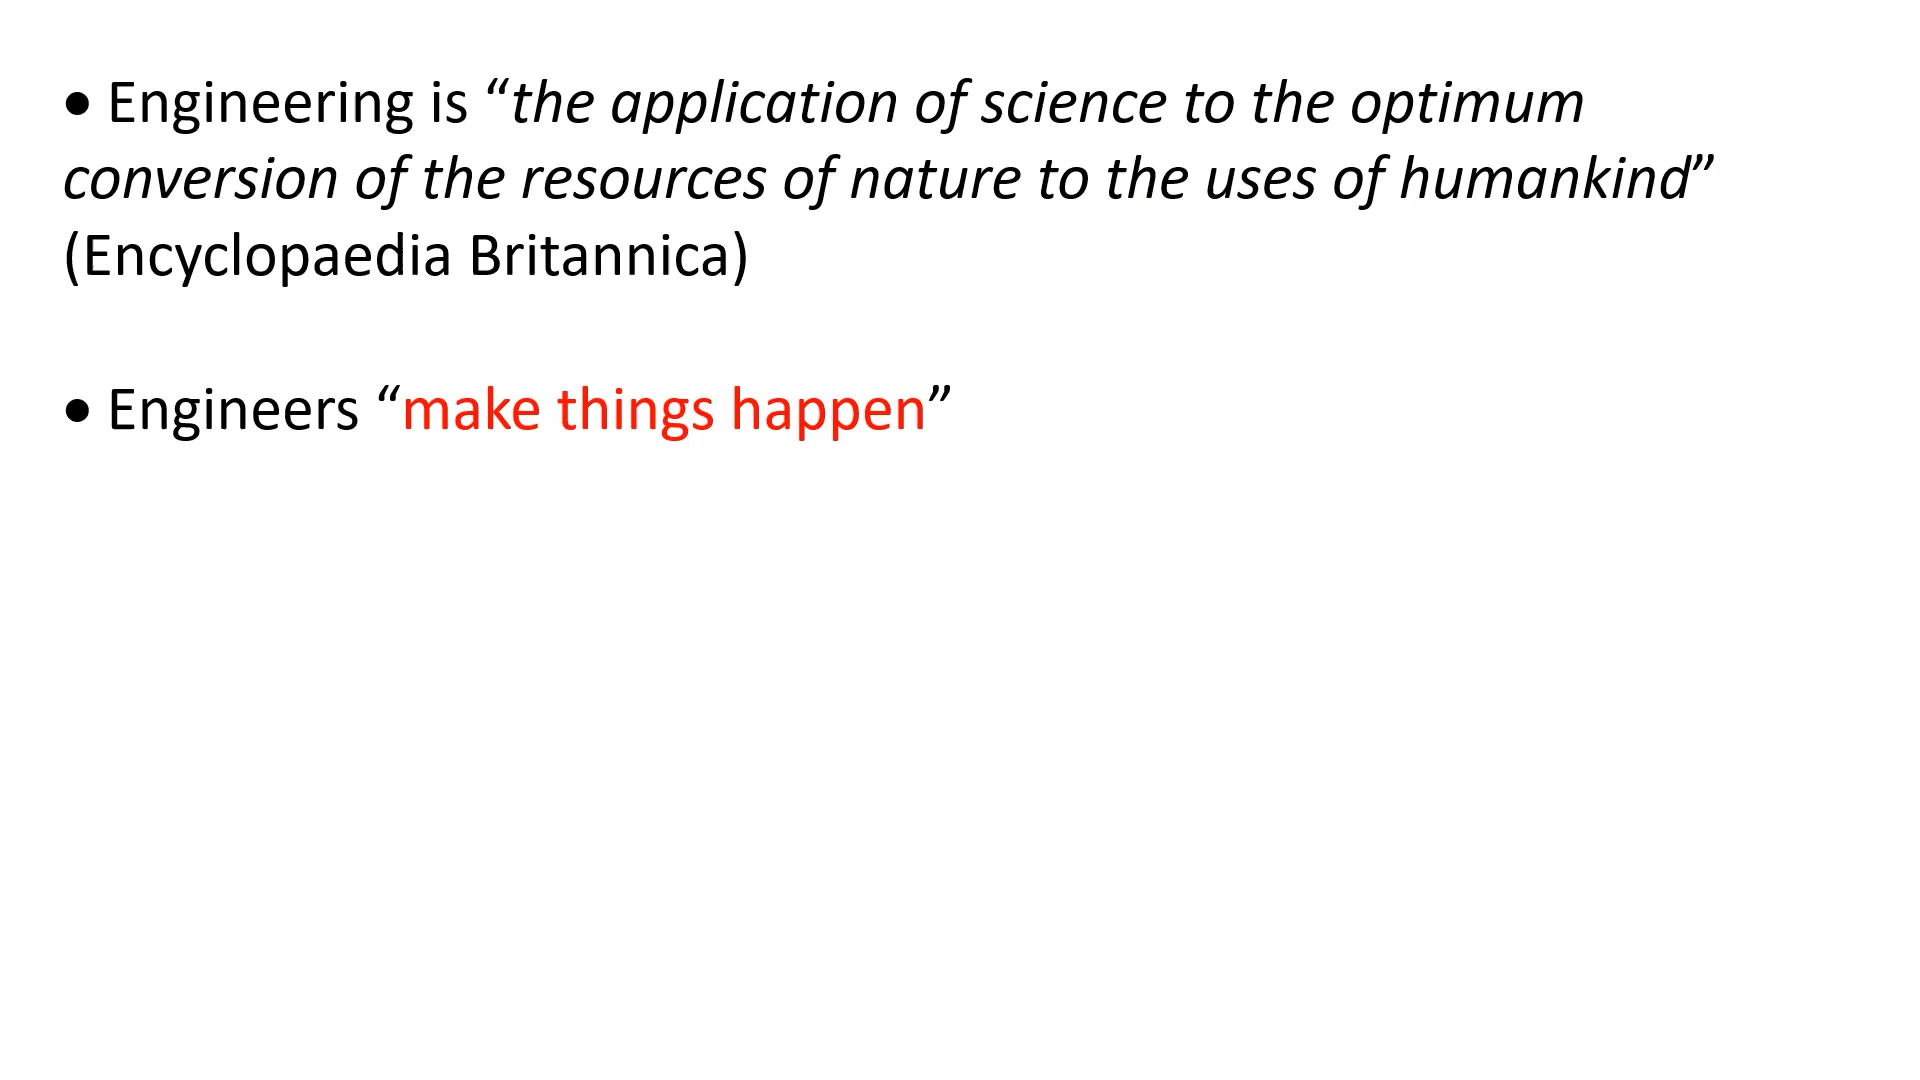 • Engineering is “the application of science to the optimum
conversion of the resources of nature to the uses of humankind”
(Encyclopaedia Britannica)
• Engineers “make things happen”